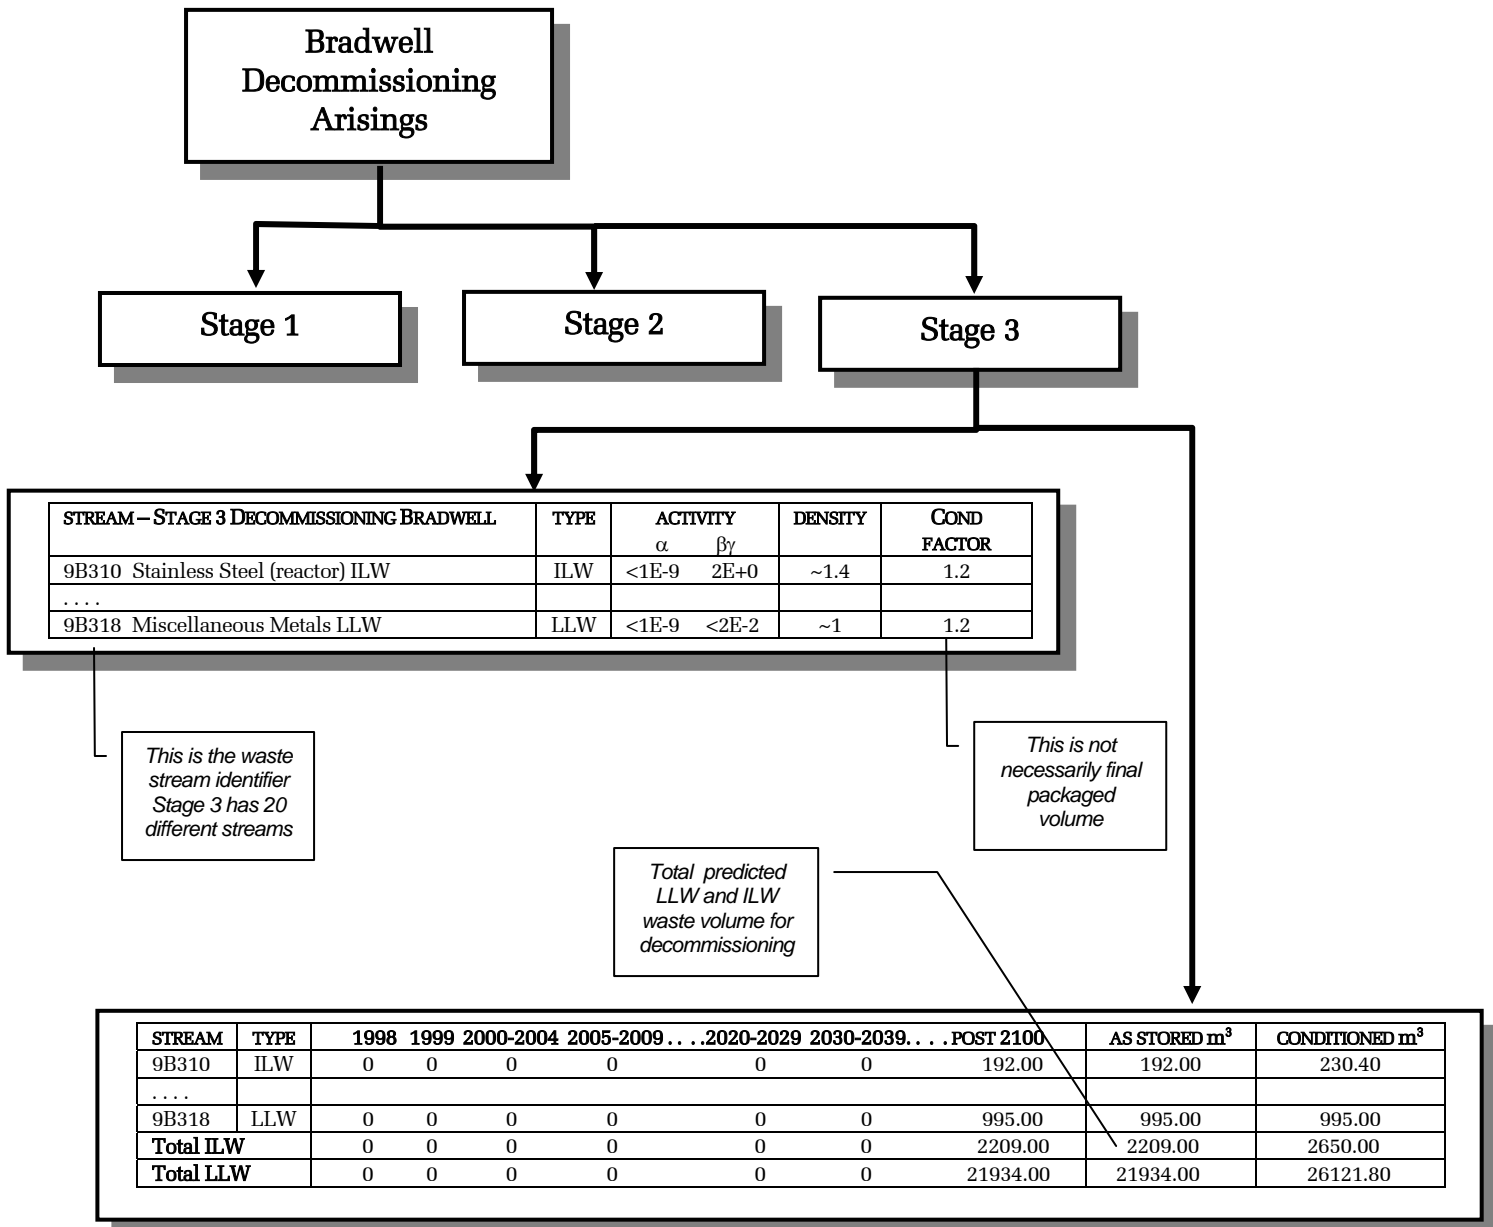 Bradwell
Decommissioning
Arisings
Stage 1
Stage 2
Stage 3
STREAM – STAGE 3 DECOMMISSIONING BRADWELL TYPE ACTIVITY DENSITY COND
α βγ FACTOR
9B310 Stainless Steel (reactor) ILW ILW <1E-9 2E+0 ~1.4 1.2
. . . .
9B318 Miscellaneous Metals LLW LLW <1E-9 <2E-2 ~1 1.2
This is the waste
stream identifier
Stage 3 has 20
different streams
This is not
necessarily final
packaged
volume
Total predicted
LLW and ILW
waste volume for
decommissioning
STREAM TYPE 1998 1999 2000-2004 2005-2009 . . . .2020-2029 2030-2039. . . . POST 2100 AS STORED m³ CONDITIONED m³
9B310 ILW 0 0 0 0 0 0 192.00 192.00 230.40
. . . .
9B318 LLW 0 0 0 0 0 0 995.00 995.00 995.00
Total ILW 0 0 0 0 0 0 2209.00 2209.00 2650.00
Total LLW 0 0 0 0 0 0 21934.00 21934.00 26121.80